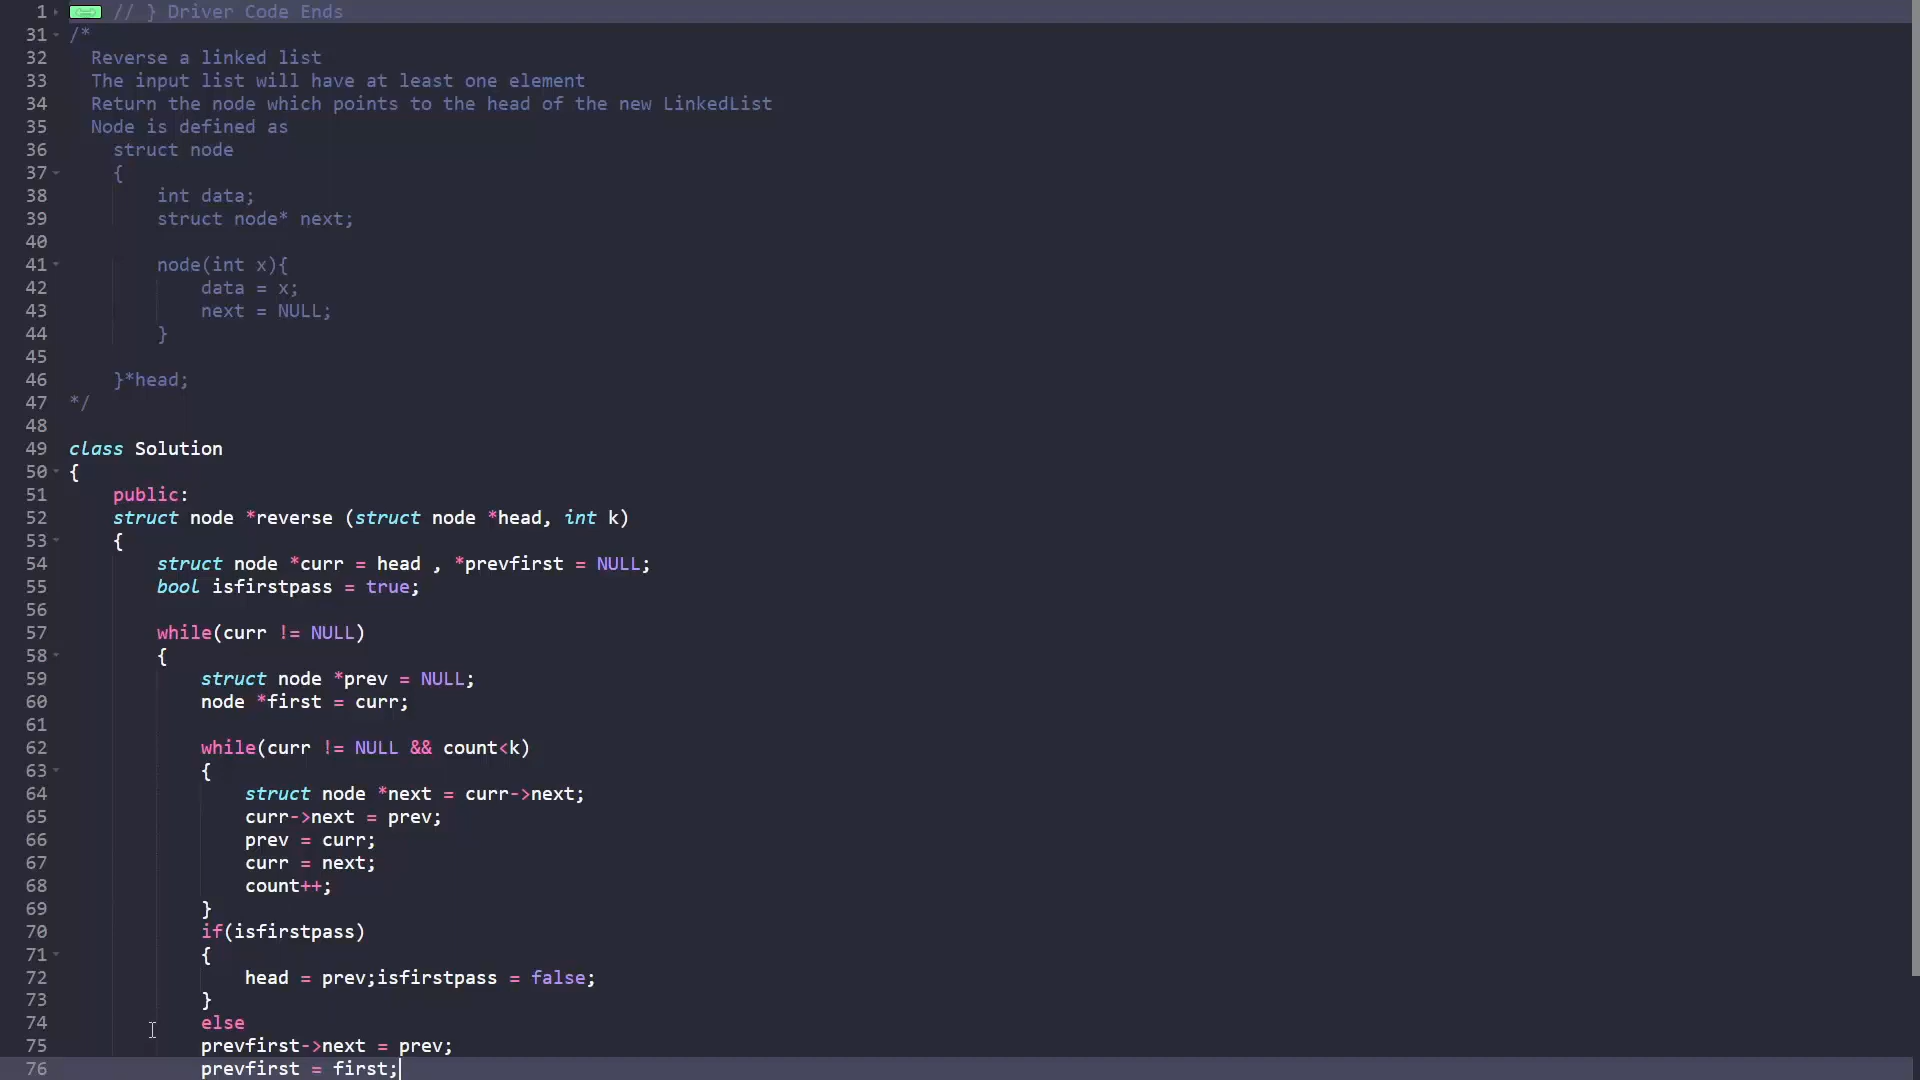 1 // } Driver Code Ends
31 /*
32 Reverse a linked list
33 The input list will have at least one element
34 Return the node which points to the head of the new LinkedList
35 Node is defined as
36 struct node
37 {
38 int data;
39 struct node* next;
40
41 node(int x){
42 data = x;
43 next = NULL;
44 }
45
46 }*head;
47 */
48
49 class Solution
50 {
51 public:
52 struct node *reverse (struct node *head, int k)
53 {
54 struct node *curr = head , *prevfirst = NULL;
55 bool isfirstpass = true;
56
57 while(curr != NULL)
58 {
59 struct node *prev = NULL;
60 node *first = curr;
61
62 while(curr != NULL && count<k)
63 {
64 struct node *next = curr->next;
65 curr->next = prev;
66 prev = curr;
67 curr = next;
68 count++;
69 }
70 if(isfirstpass)
71 {
72 head = prev;isfirstpass = false;
73 }
74 else
75 prevfirst->next = prev;
76 prevfirst = first;